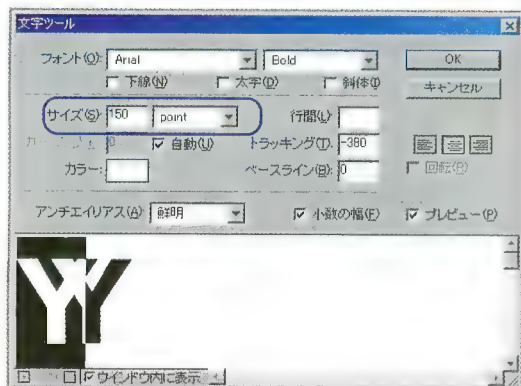 文字ツール
フォント(O): Arial Bold OK
下線(N) 太字(D) 斜体(I) キャンセル
サイズ(S): 150 point 行間(L):
自動(U) トラッキング(T): -380
カラー: ベースライン(B): 0 回転(R)
アンチエイリアス(A): 鮮明 小数の幅(F) プレビュー(P)
YY
ウインドウ内に表示